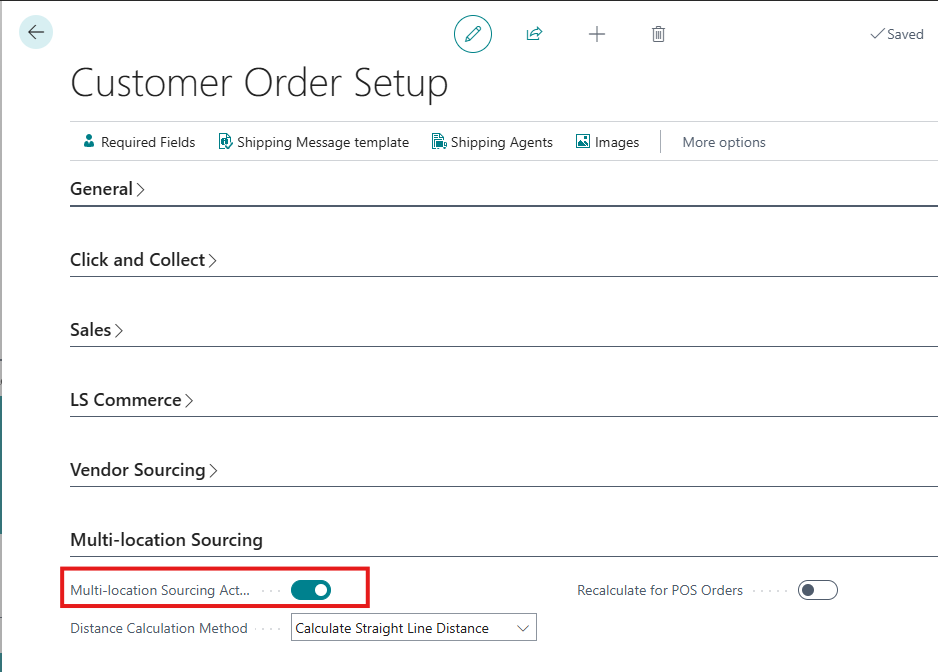 Saved
Customer Order Setup
Required Fields Shipping Message template Shipping Agents Images More options
General
Click and Collect
Sales
LS Commerce
Vendor Sourcing
Multi-location Sourcing
Multi-location Sourcing Act... Recalculate for POS Orders
Distance Calculation Method Calculate Straight Line Distance